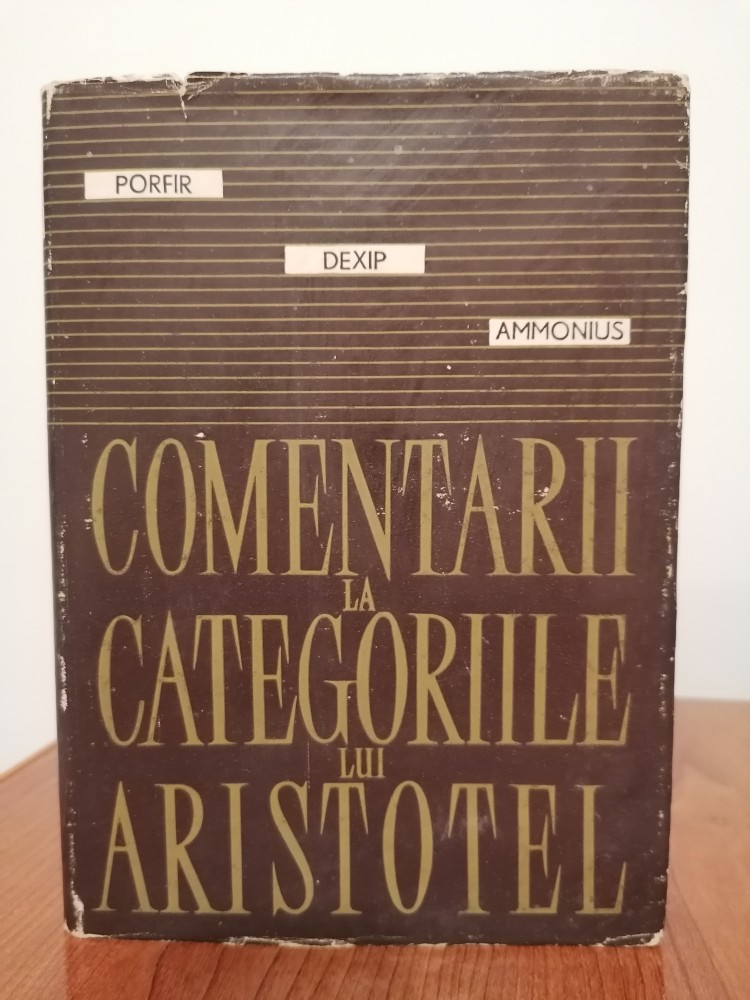 PORFIR
DEXIP
AMMONIUS
COMENTARII
LA
CATEGORIILE
LUI
ARISTOTEL